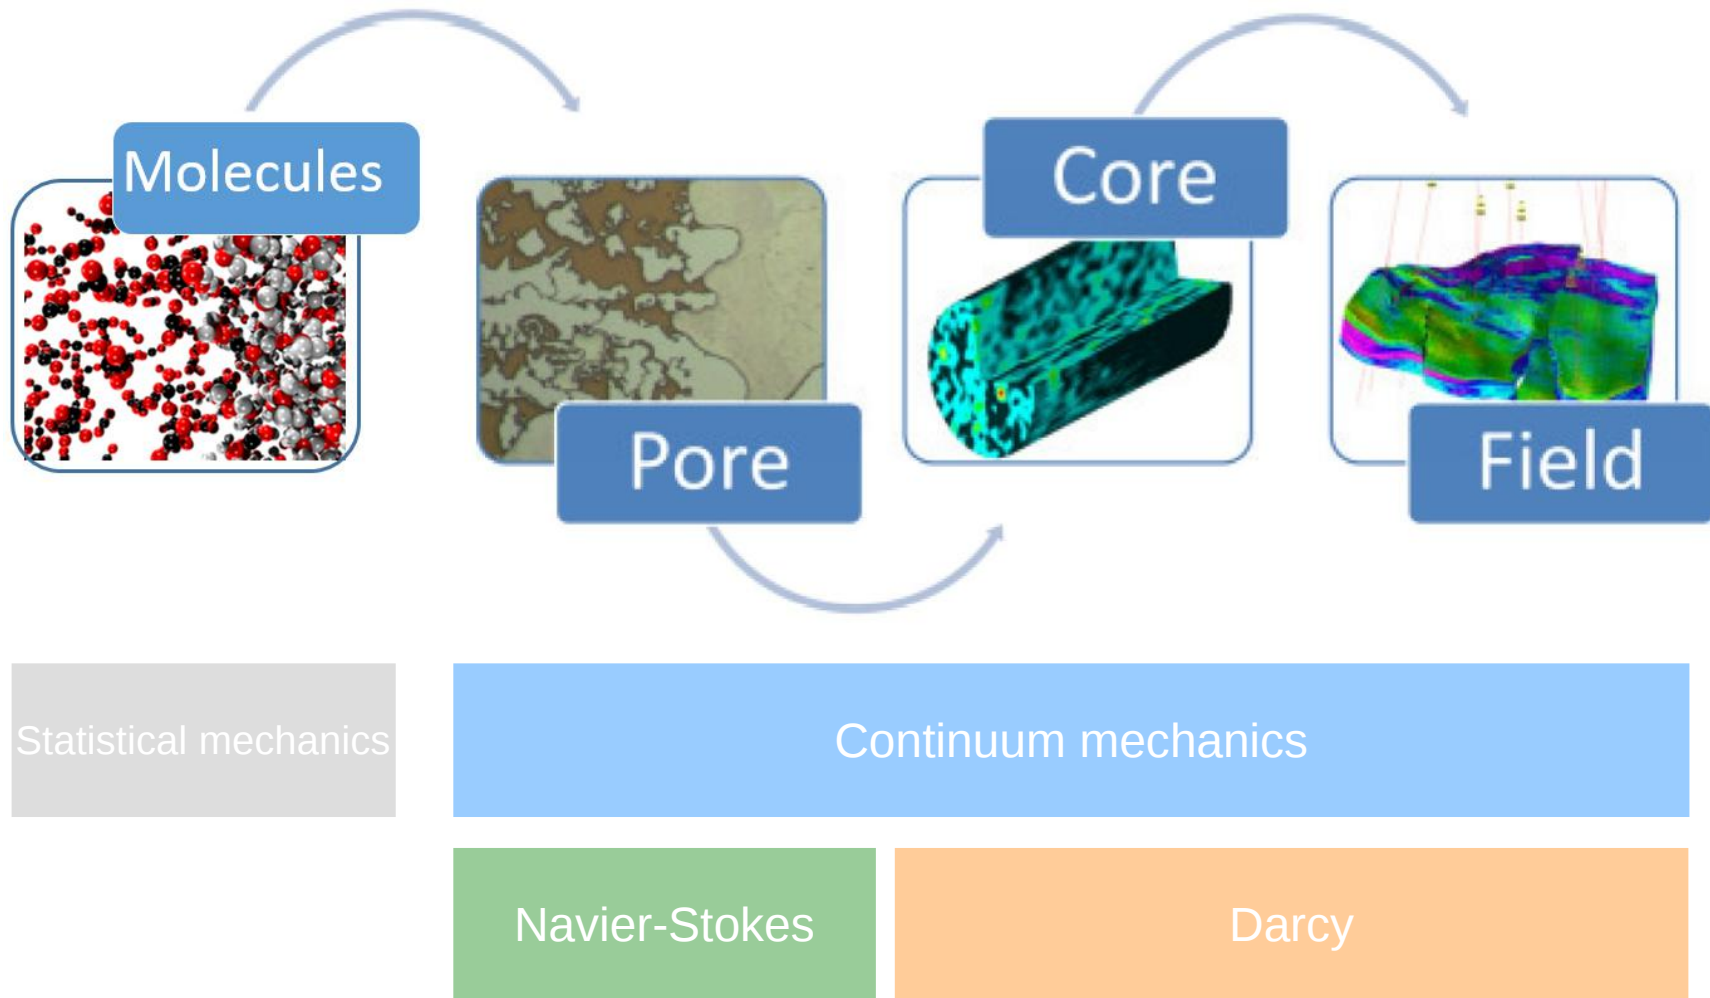 Molecules
Pore
Core
Field
Statistical mechanics
Continuum mechanics
Navier-Stokes
Darcy